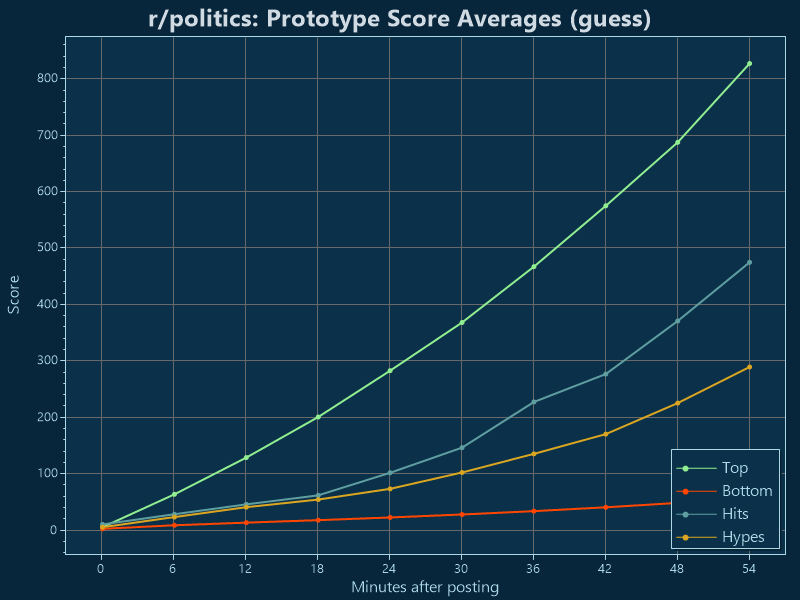 r/politics: Prototype Score Averages (guess)
800
700
600
500
400
300
200
100
0
Score
0 6 12 18 24 30 36 42 48 54
Minutes after posting
Top
Bottom
Hits
Hypes